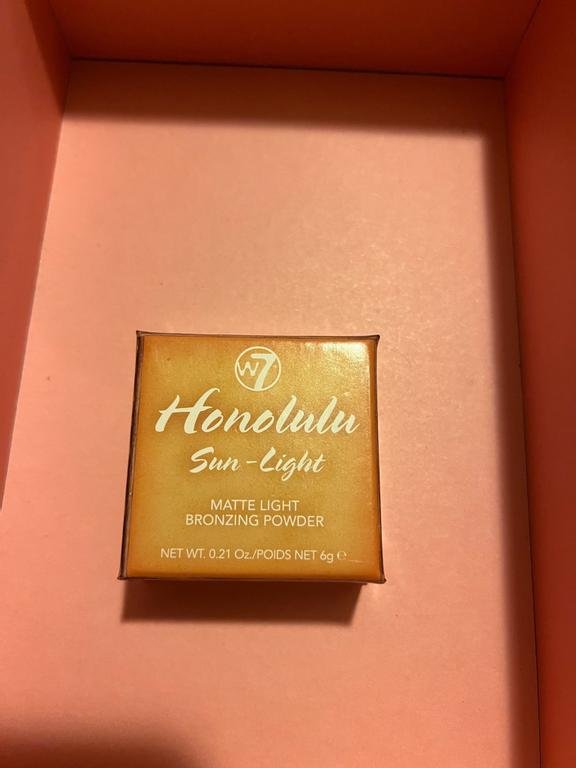 W7
Honolulu
Sun-Light
MATTE LIGHT
BRONZING POWDER
NET WT. 0.21 Oz./POIDS NET 6g ℮